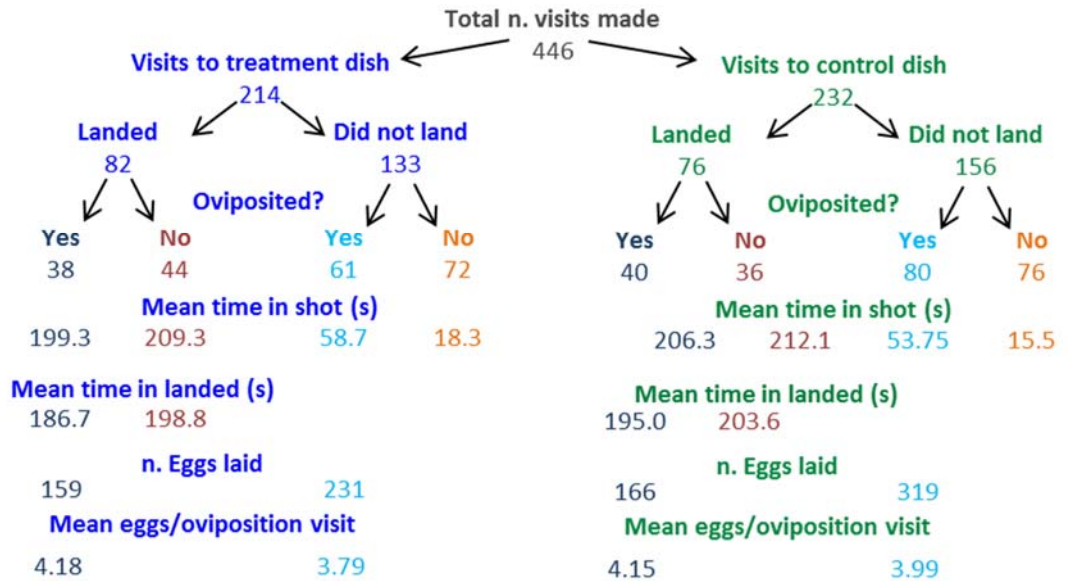 Total n. visits made
446
Visits to treatment dish
Visits to control dish
214
232
Landed
Did not land
Landed
Did not land
82
133
76
156
Oviposited?
Oviposited?
Yes No Yes No
Yes No Yes No
38 44 61 72
40 36 80 76
Mean time in shot (s)
Mean time in shot (s)
199.3 209.3 58.7 18.3
206.3 212.1 53.75 15.5
Mean time in landed (s)
Mean time in landed (s)
186.7 198.8
195.0 203.6
n. Eggs laid
n. Eggs laid
159 231
166 319
Mean eggs/oviposition visit
Mean eggs/oviposition visit
4.18 3.79
4.15 3.99